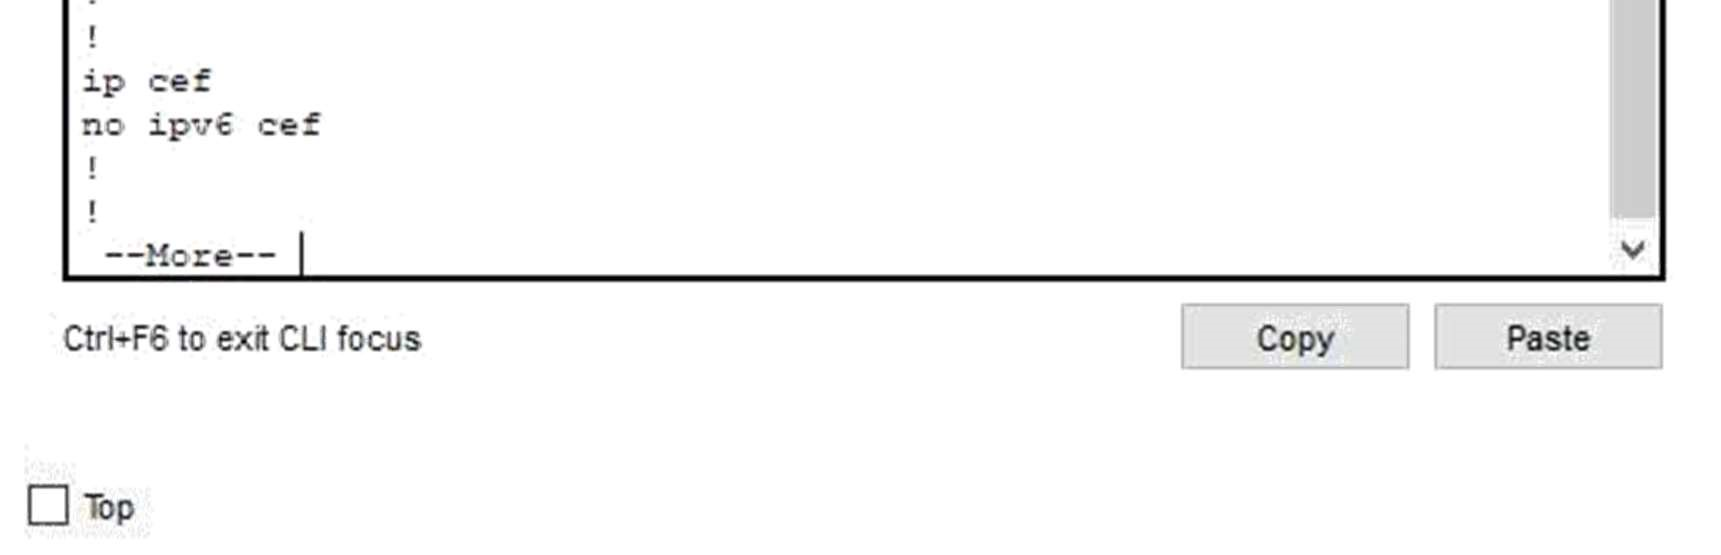 !
ip cef
no ipv6 cef
!
!
--More--
Ctrl+F6 to exit CLI focus
Copy
Paste
Top